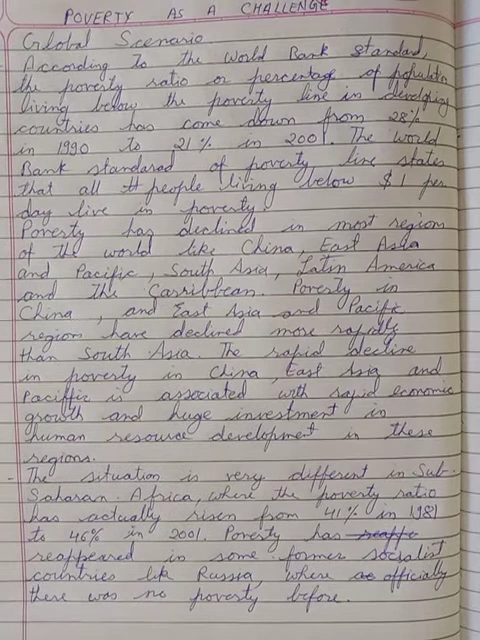 POVERTY AS A CHALLENGE
Global Scenario
According to the World Bank standard,
the poverty ratio or percentage of population
living below the poverty line in developing
countries has come down from 28%
in 1990 to 21% in 2001. The world
Bank standarad of poverty line states
that all people living below $1 per
day live in poverty.
Poverty has declined in most region
of the world like China, East Asia
and Pacific, South Asia, Latin America
and the Carribbean. Poverty in
China, and East Asia and Pacific
region have declined more rapidly
than South Asia. The rapid decline
in poverty in China, East Asia and
Paciffic is associated with rapid economic
growth and huge investment in
human resource development in these
regions.
- The situation is very different in Sub-
Saharan Africa, where the poverty ratio
has actually risen from 41% in 1981
to 46% in 2001. Poverty has
reappeared in some former socialist
countries like Russia, where officially
there was no poverty before.